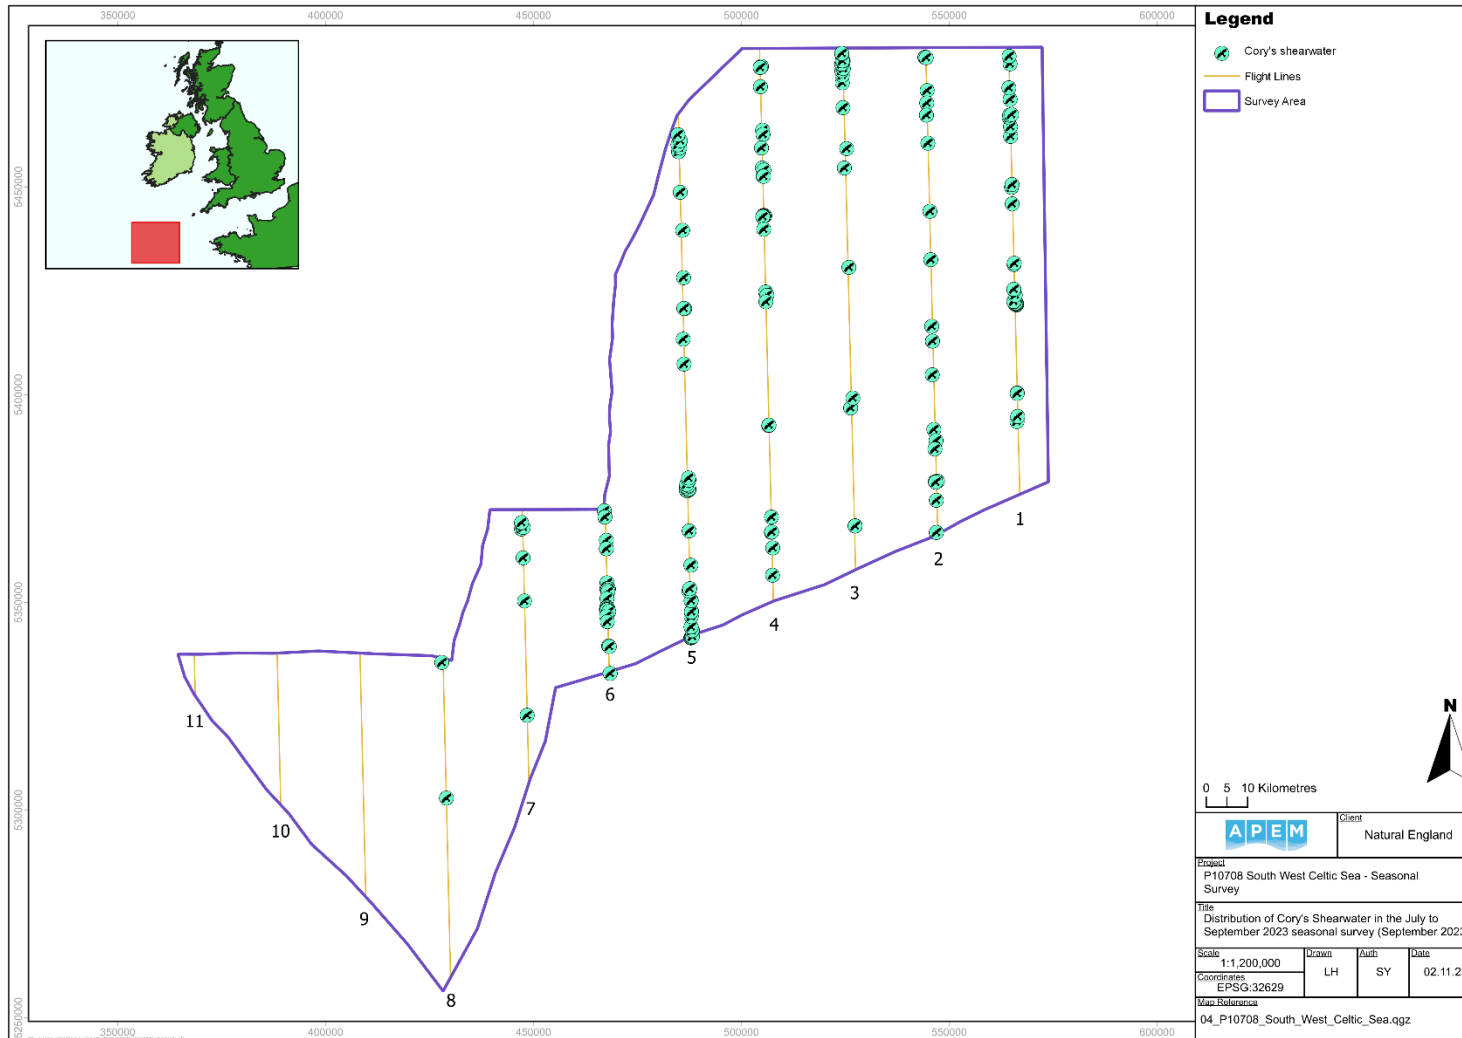 350000
400000
450000
500000
550000
600000
Legend
Cory's shearwater
Flight Lines
Survey Area
5450000
5400000
5350000
5300000
5250000
1
2
3
4
5
6
7
8
9
10
11
N
0 5 10 Kilometres
APEM
Client
Natural England
Project
P10708 South West Celtic Sea - Seasonal
Survey
Title
Distribution of Cory's Shearwater in the July to
September 2023 seasonal survey (September 2023
Scale
1:1,200,000
Drawn
LH
Auth
SY
Date
02.11.2
Coordinates
EPSG:32629
Map Reference
04_P10708_South_West_Celtic_Sea.qgz